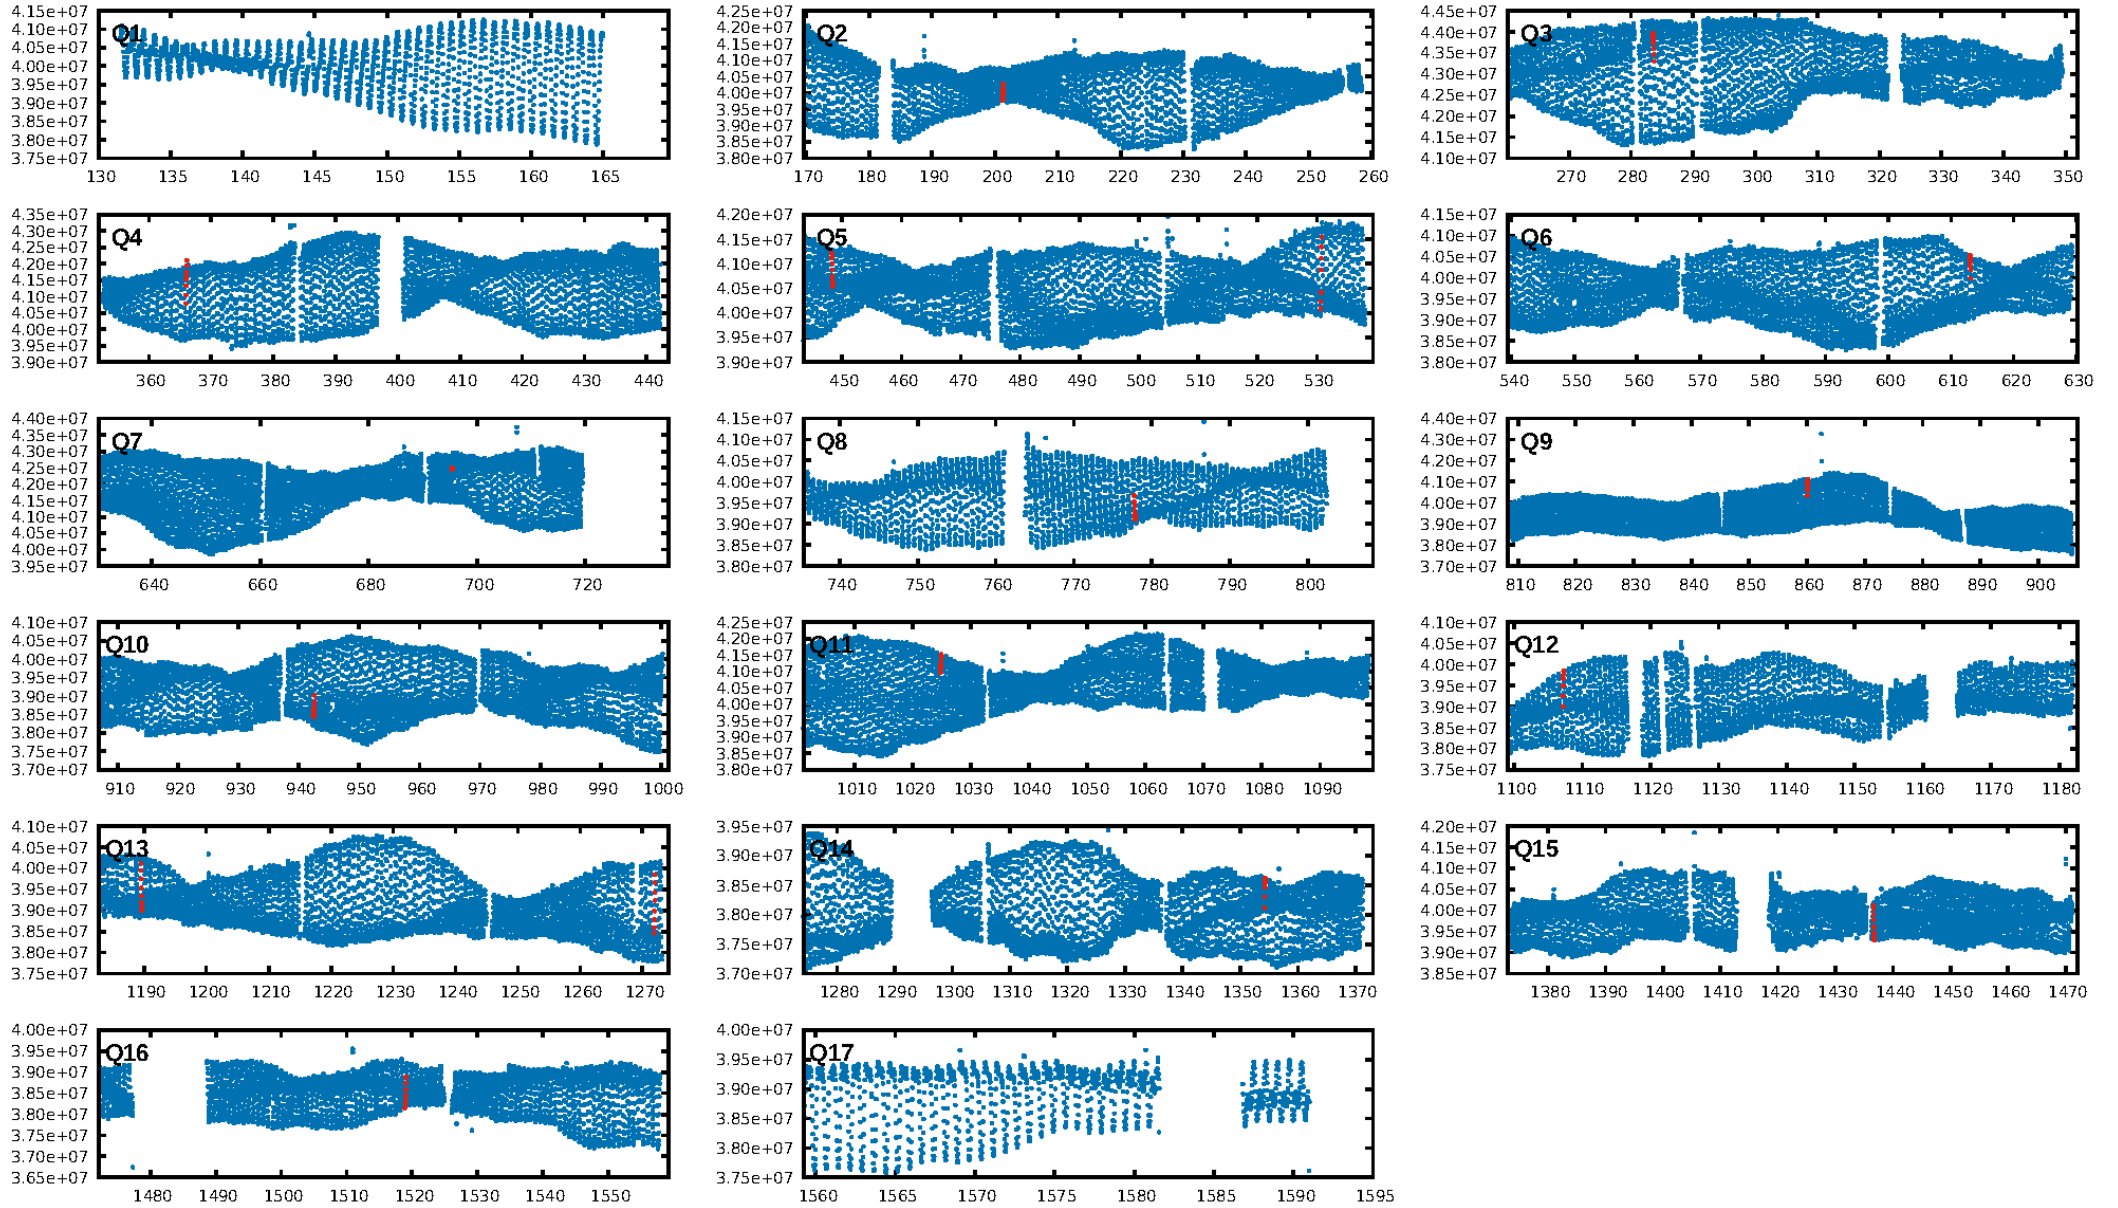 4.15e+07 4.10e+07 4.05e+07 4.00e+07 3.95e+07 3.90e+07 3.85e+07 3.80e+07 3.75e+07
Q1
130 135 140 145 150 155 160 165
4.25e+07 4.20e+07 4.15e+07 4.10e+07 4.05e+07 4.00e+07 3.95e+07 3.90e+07 3.85e+07 3.80e+07
Q2
170 180 190 200 210 220 230 240 250 260
4.45e+07 4.40e+07 4.35e+07 4.30e+07 4.25e+07 4.20e+07 4.15e+07 4.10e+07
Q3
270 280 290 300 310 320 330 340 350
4.35e+07 4.30e+07 4.25e+07 4.20e+07 4.15e+07 4.10e+07 4.05e+07 4.00e+07 3.95e+07 3.90e+07
Q4
360 370 380 390 400 410 420 430 440
4.20e+07 4.15e+07 4.10e+07 4.05e+07 4.00e+07 3.95e+07 3.90e+07
Q5
450 460 470 480 490 500 510 520 530
4.15e+07 4.10e+07 4.05e+07 4.00e+07 3.95e+07 3.90e+07 3.85e+07 3.80e+07
Q6
540 550 560 570 580 590 600 610 620 630
4.40e+07 4.35e+07 4.30e+07 4.25e+07 4.20e+07 4.15e+07 4.10e+07 4.05e+07 4.00e+07 3.95e+07
Q7
640 660 680 700 720
4.15e+07 4.10e+07 4.05e+07 4.00e+07 3.95e+07 3.90e+07 3.85e+07 3.80e+07
Q8
740 750 760 770 780 790 800
4.40e+07 4.30e+07 4.20e+07 4.10e+07 4.00e+07 3.90e+07 3.80e+07 3.70e+07
Q9
810 820 830 840 850 860 870 880 890 900
4.10e+07 4.05e+07 4.00e+07 3.95e+07 3.90e+07 3.85e+07 3.80e+07 3.75e+07 3.70e+07
Q10
910 920 930 940 950 960 970 980 990 1000
4.25e+07 4.20e+07 4.15e+07 4.10e+07 4.05e+07 4.00e+07 3.95e+07 3.90e+07 3.85e+07 3.80e+07
Q11
1010 1020 1030 1040 1050 1060 1070 1080 1090
4.10e+07 4.05e+07 4.00e+07 3.95e+07 3.90e+07 3.85e+07 3.80e+07 3.75e+07
Q12
1100 1110 1120 1130 1140 1150 1160 1170 1180
4.10e+07 4.05e+07 4.00e+07 3.95e+07 3.90e+07 3.85e+07 3.80e+07 3.75e+07
Q13
1190 1200 1210 1220 1230 1240 1250 1260 1270
3.95e+07 3.90e+07 3.85e+07 3.80e+07 3.75e+07 3.70e+07
Q14
1280 1290 1300 1310 1320 1330 1340 1350 1360 1370
4.20e+07 4.15e+07 4.10e+07 4.05e+07 4.00e+07 3.95e+07 3.90e+07 3.85e+07
Q15
1380 1390 1400 1410 1420 1430 1440 1450 1460 1470
4.00e+07 3.95e+07 3.90e+07 3.85e+07 3.80e+07 3.75e+07 3.70e+07 3.65e+07
Q16
1480 1490 1500 1510 1520 1530 1540 1550
4.00e+07 3.95e+07 3.90e+07 3.85e+07 3.80e+07 3.75e+07
Q17
1560 1565 1570 1575 1580 1585 1590 1595